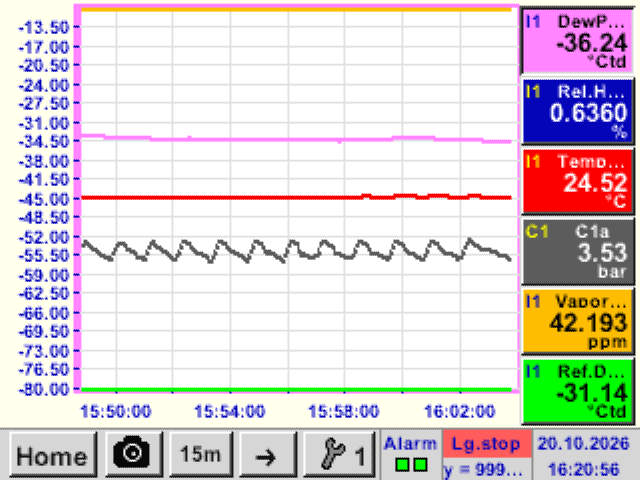 -13.50
-17.00
-20.50
-24.00
-27.50
-31.00
-34.50
-38.00
-41.50
-45.00
-48.50
-52.00
-55.50
-59.00
-62.50
-66.00
-69.50
-73.00
-76.50
-80.00
15:50:00 15:54:00 15:58:00 16:02:00
I1 DewP...
-36.24
°Ctd
I1 Rel.H...
0.6360
%
I1 Temp...
24.52
°C
C1 C1a
3.53
bar
I1 Vapor...
42.193
ppm
I1 Ref.D...
-31.14
°Ctd
Home 15m → 1
Alarm
Lg.stop
y = 999...
20.10.2026
16:20:56